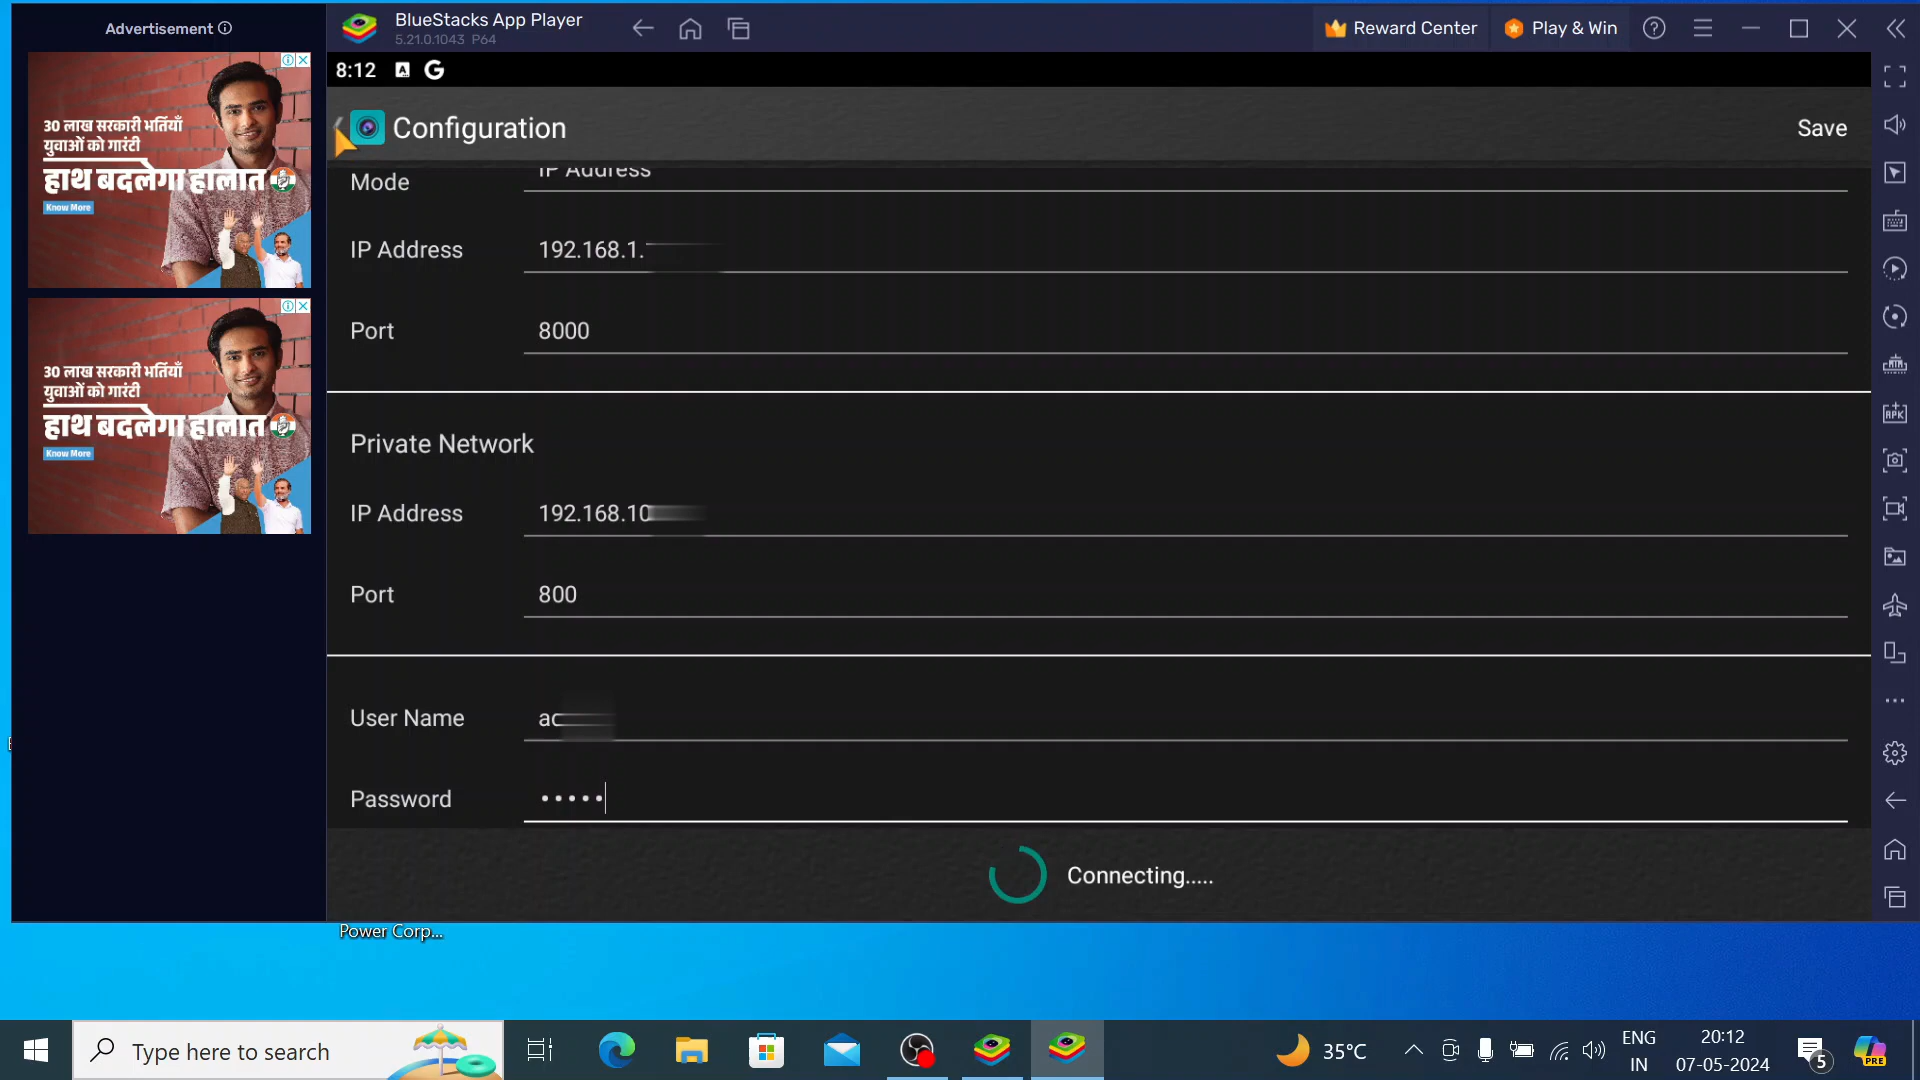 Advertisement
30 लाख सरकारी भर्तियाँ
युवाओं को गारंटी
हाथ बदलेगा हालात
Know More
30 लाख सरकारी भर्तियाँ
युवाओं को गारंटी
हाथ बदलेगा हालात
Know More
BlueStacks App Player
5.21.0.1043 P64
Reward Center
Play & Win
8:12
Configuration
Save
Mode
IP Address
IP Address
192.168.1.
Port
8000
Private Network
IP Address
192.168.10
Port
800
User Name
Password
•••••
Connecting.....
Power Corp...
Type here to search
35°C
ENG
IN
20:12
07-05-2024
5
PRE